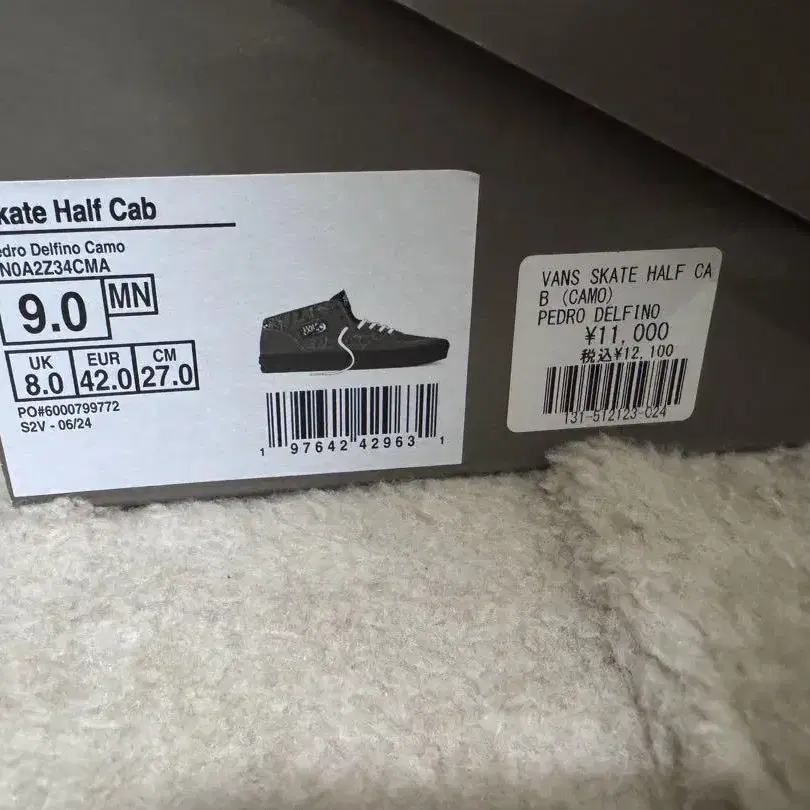 kate Half Cab
edro Delfino Camo
N0A2Z34CMA
9.0 MN
UK EUR CM
8.0 42.0 27.0
PO#6000799772
S2V - 06/24
1 97642 42963 1
VANS SKATE HALF CA
B (CAMO)
PEDRO DELFINO
¥11,000
税込¥12,100
131-512123-024